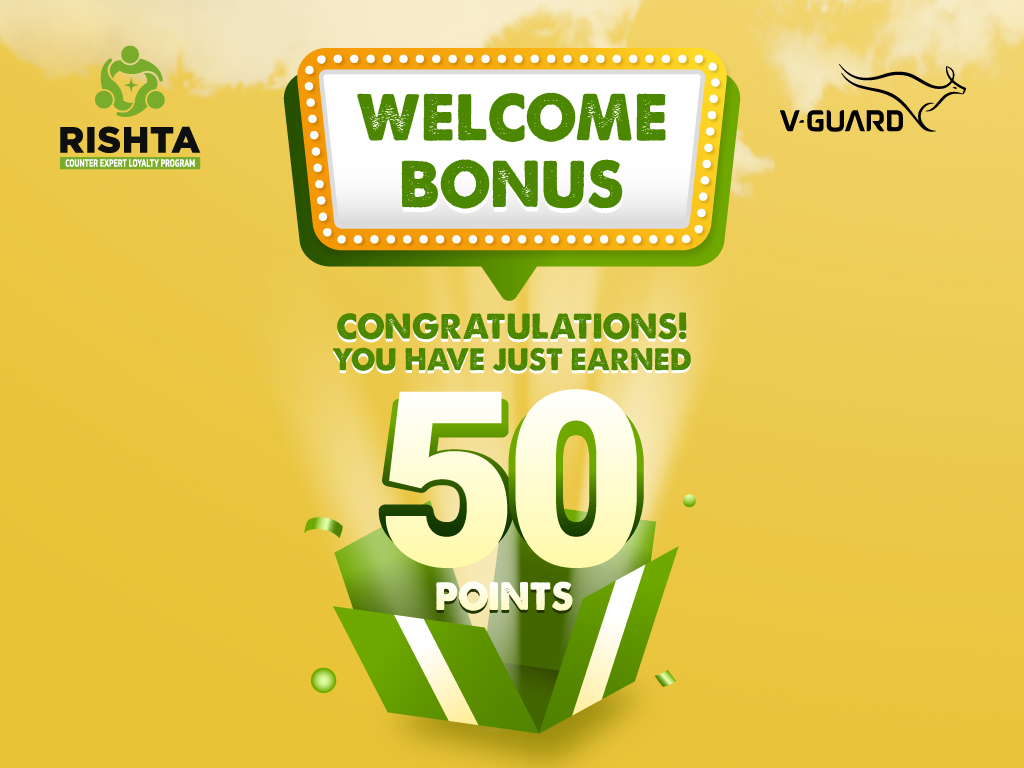 RISHTA
COUNTER EXPERT LOYALTY PROGRAM
WELCOME
BONUS
V-GUARD
CONGRATULATIONS!
YOU HAVE JUST EARNED
50
POINTS